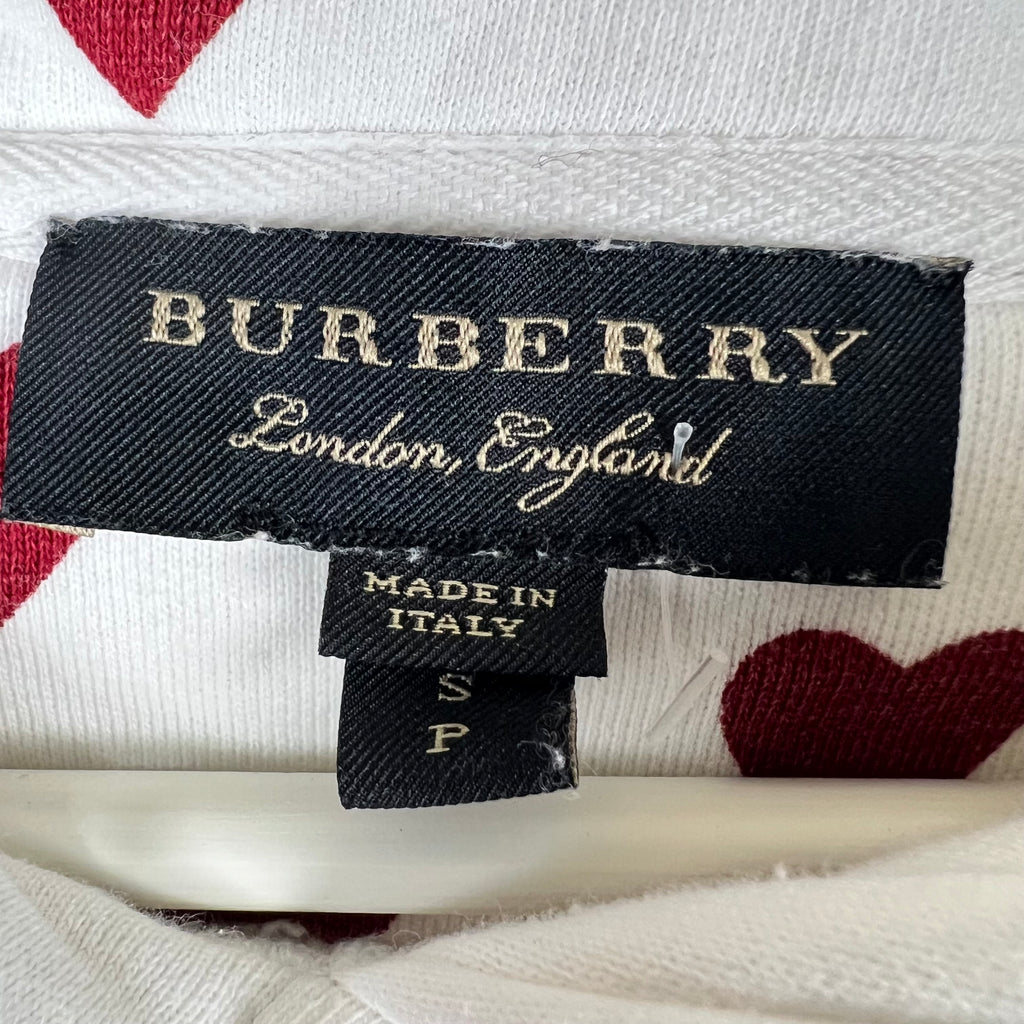 BURBERRY
London, England
MADE IN
ITALY
S
P